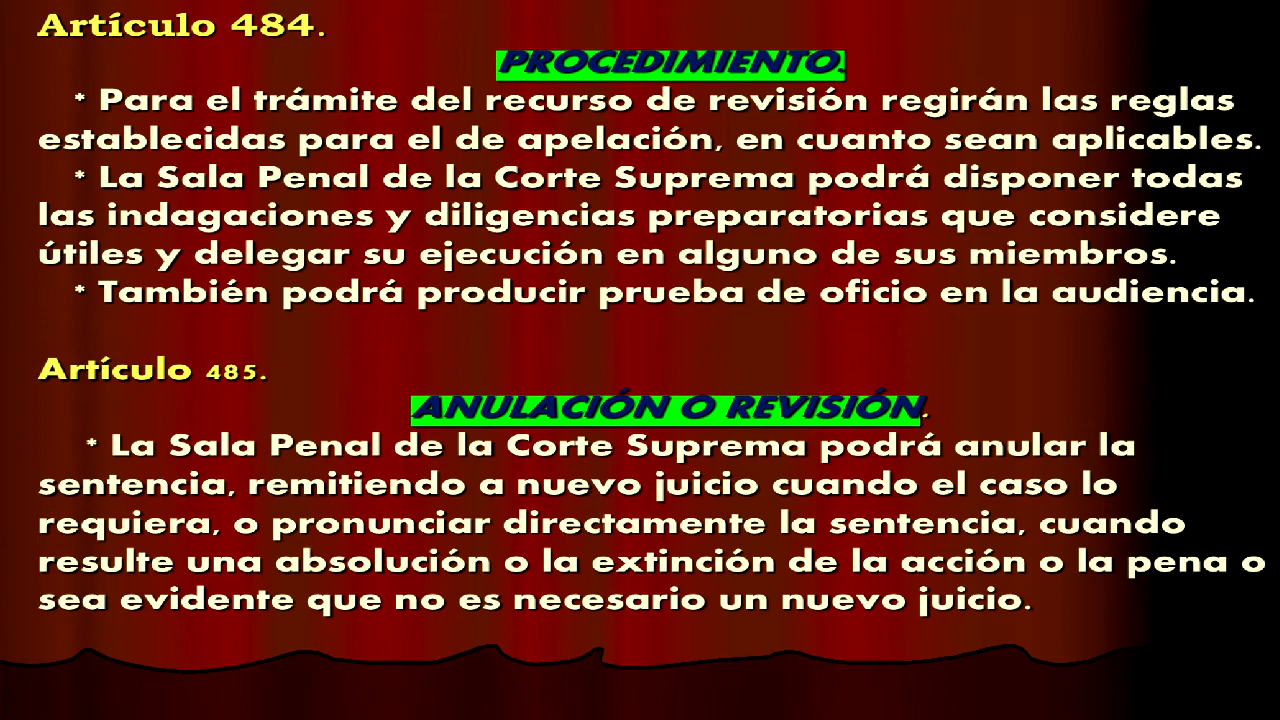 Artículo 484.
PROCEDIMIENTO.
* Para el trámite del recurso de revisión regirán las reglas
establecidas para el de apelación, en cuanto sean aplicables.
* La Sala Penal de la Corte Suprema podrá disponer todas
las indagaciones y diligencias preparatorias que considere
útiles y delegar su ejecución en alguno de sus miembros.
* También podrá producir prueba de oficio en la audiencia.
Artículo 485.
ANULACIÓN O REVISIÓN.
* La Sala Penal de la Corte Suprema podrá anular la
sentencia, remitiendo a nuevo juicio cuando el caso lo
requiera, o pronunciar directamente la sentencia, cuando
resulte una absolución o la extinción de la acción o la pena o
sea evidente que no es necesario un nuevo juicio.